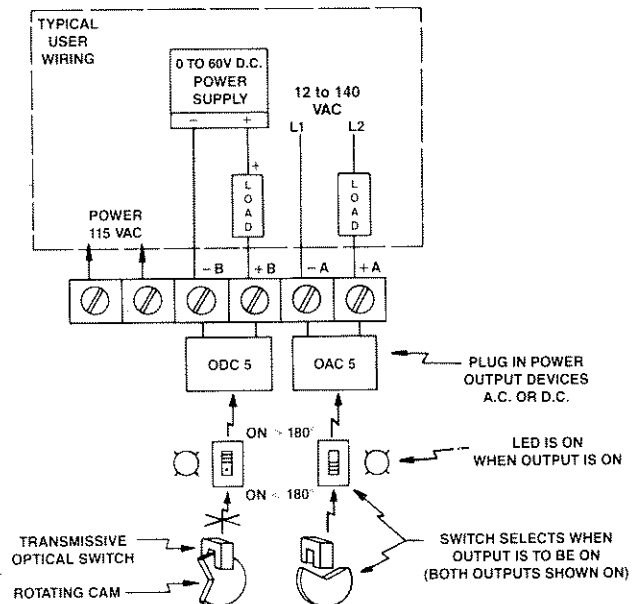 TYPICAL
USER
WIRING
0 TO 60V D.C.
POWER
SUPPLY
- +
12 to 140
VAC
L1 L2
+
LOAD
LOAD
POWER
115 VAC
-B +B -A +A
ODC 5
OAC 5
PLUG IN POWER
OUTPUT DEVICES
A.C. OR D.C.
ON > 180°
LED IS ON
WHEN OUTPUT IS ON
ON < 180°
TRANSMISSIVE
OPTICAL SWITCH
SWITCH SELECTS WHEN
OUTPUT IS TO BE ON
(BOTH OUTPUTS SHOWN ON)
ROTATING CAM